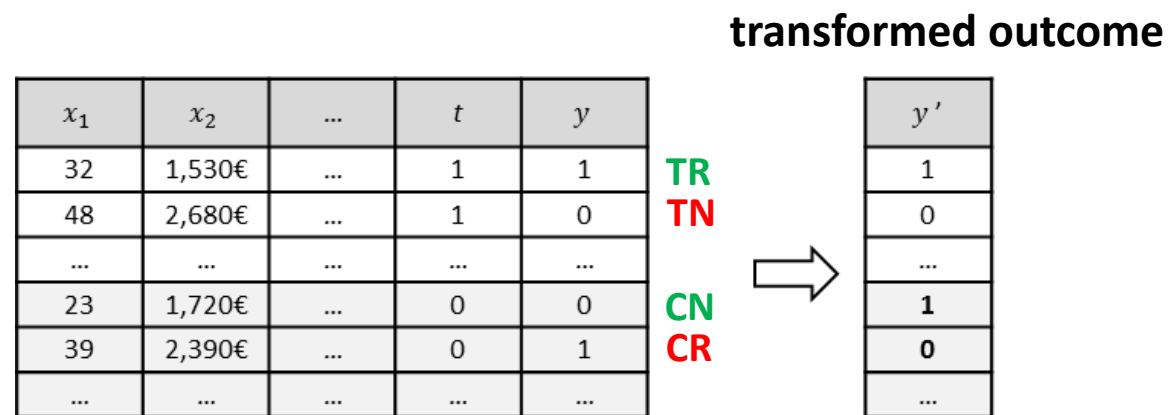 transformed outcome
x₁ x₂ ... t y y '
32 1,530€ ... 1 1 TR 1
48 2,680€ ... 1 0 TN 0
... ... ... ... ... ...
23 1,720€ ... 0 0 CN 1
39 2,390€ ... 0 1 CR 0
... ... ... ... ... ...